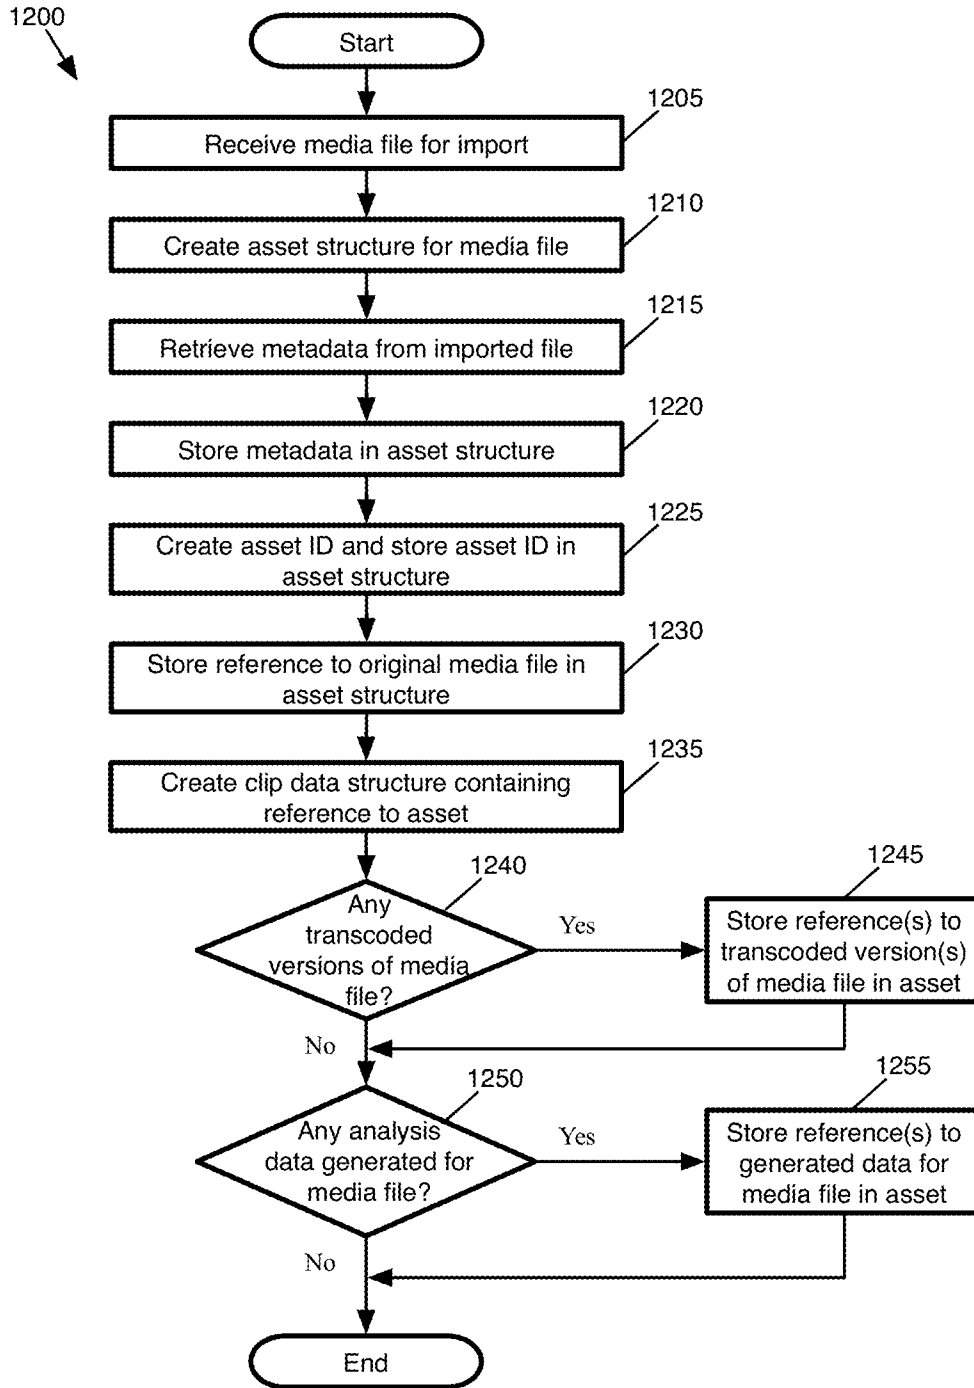 1200
Start
1205
Receive media file for import
1210
Create asset structure for media file
1215
Retrieve metadata from imported file
1220
Store metadata in asset structure
1225
Create asset ID and store asset ID in
asset structure
1230
Store reference to original media file in
asset structure
1235
Create clip data structure containing
reference to asset
1240
Any
transcoded
versions of media
file?
Yes
1245
Store reference(s) to
transcoded version(s)
of media file in asset
No
1250
Any analysis
data generated for
media file?
Yes
1255
Store reference(s) to
generated data for
media file in asset
No
End